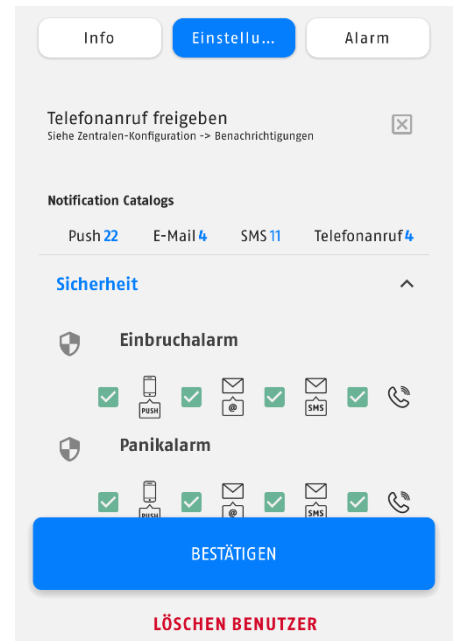 Info Einstellu... Alarm
Telefonanruf freigeben
Siehe Zentralen-Konfiguration -> Benachrichtigungen
Notification Catalogs
Push 22 E-Mail 4 SMS 11 Telefonanruf 4
Sicherheit
Einbruchalarm
PUSH @ SMS
Panikalarm
PUSH @ SMS
BESTÄTIGEN
LÖSCHEN BENUTZER